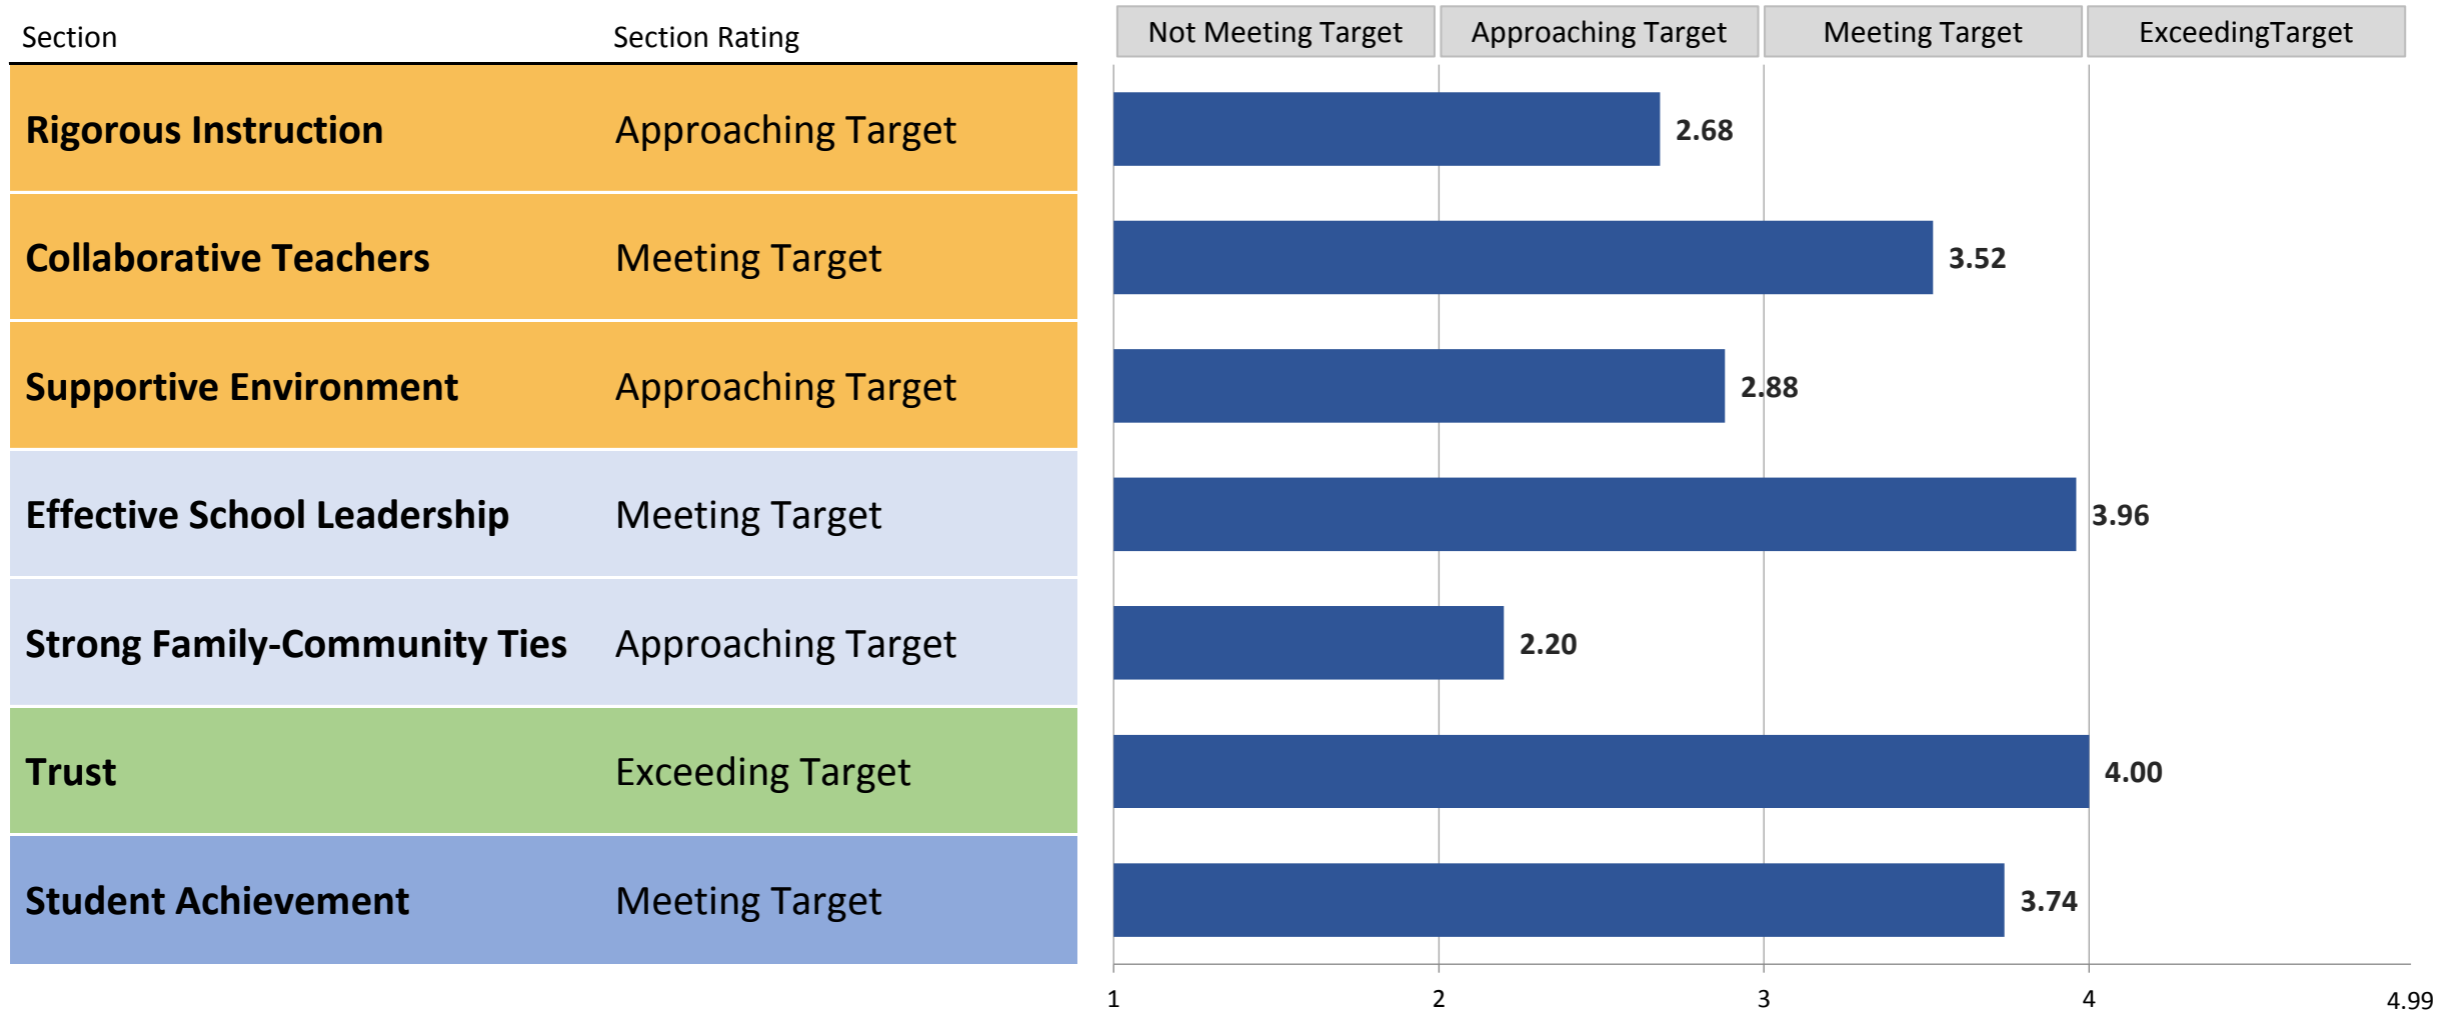 Section Section Rating Not Meeting Target Approaching Target Meeting Target ExceedingTarget
Rigorous Instruction Approaching Target 2.68
Collaborative Teachers Meeting Target 3.52
Supportive Environment Approaching Target 2.88
Effective School Leadership Meeting Target 3.96
Strong Family-Community Ties Approaching Target 2.20
Trust Exceeding Target 4.00
Student Achievement Meeting Target 3.74
1 2 3 4 4.99